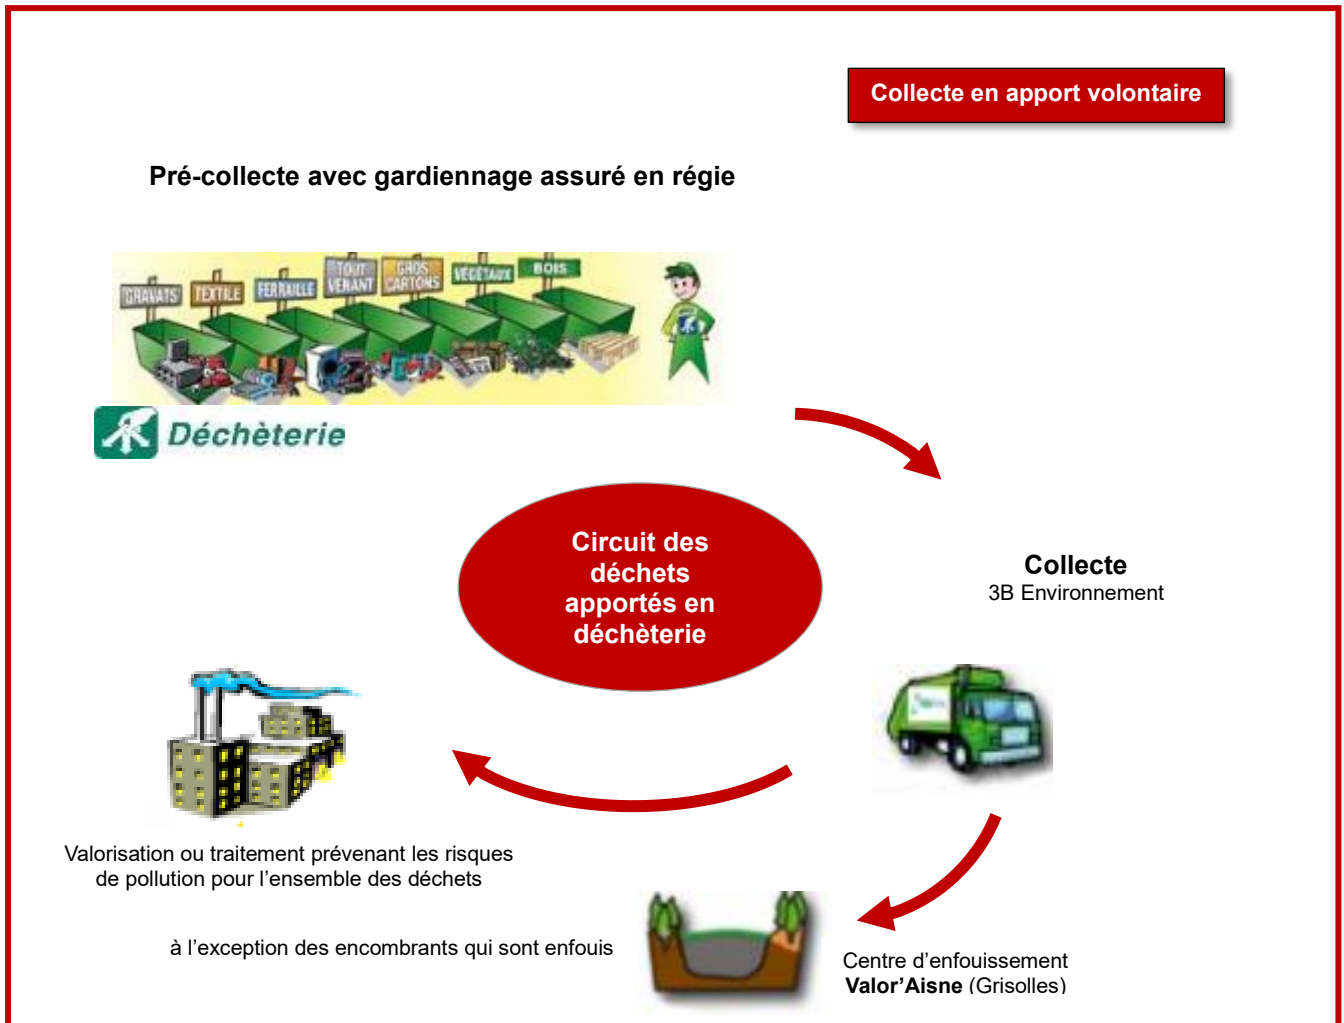 Collecte en apport volontaire
Pré-collecte avec gardiennage assuré en régie
GRAVATS
TEXTILE
FERRAILLE
TOUT
VENANT
GROS
CARTONS
VÉGÉTAUX
BOIS
Déchèterie
Circuit des
déchets
apportés en
déchèterie
Collecte
3B Environnement
Valorisation ou traitement prévenant les risques
de pollution pour l'ensemble des déchets
à l'exception des encombrants qui sont enfouis
Centre d'enfouissement
Valor'Aisne (Grisolles)